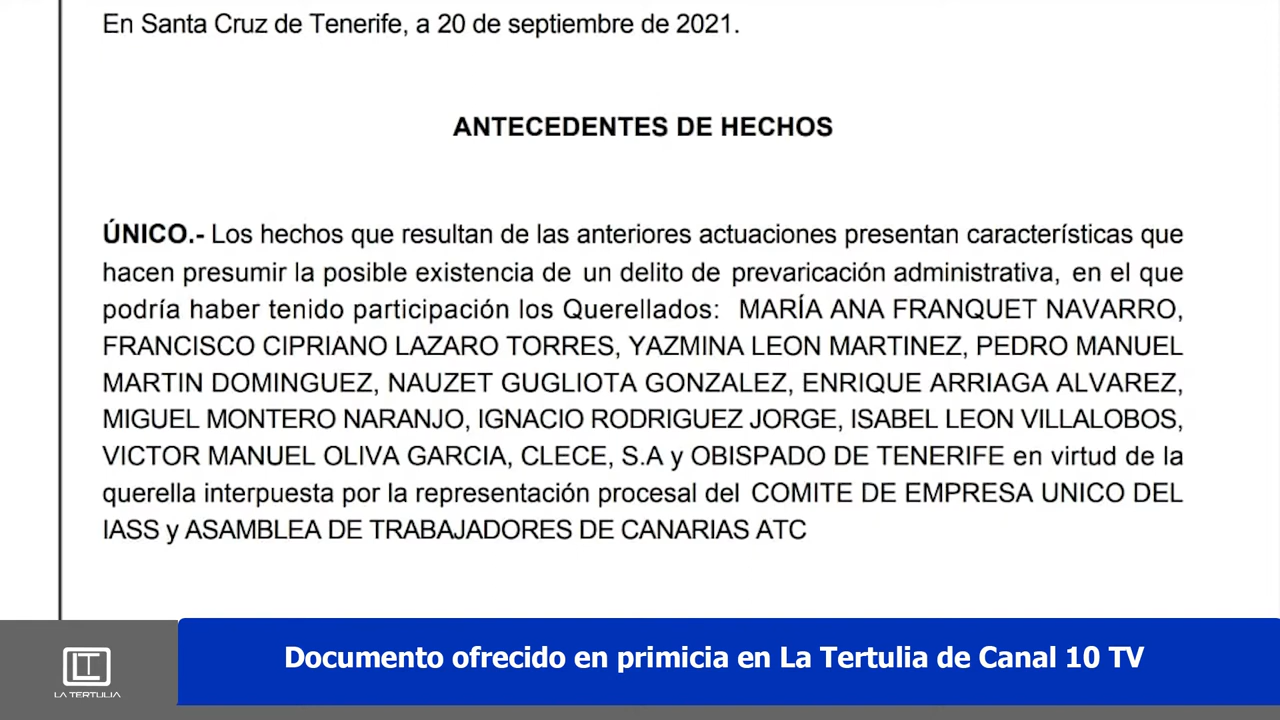 En Santa Cruz de Tenerife, a 20 de septiembre de 2021.
ANTECEDENTES DE HECHOS
ÚNICO.- Los hechos que resultan de las anteriores actuaciones presentan características que
hacen presumir la posible existencia de un delito de prevaricación administrativa, en el que
podría haber tenido participación los Querellados: MARÍA ANA FRANQUET NAVARRO,
FRANCISCO CIPRIANO LAZARO TORRES, YAZMINA LEON MARTINEZ, PEDRO MANUEL
MARTIN DOMINGUEZ, NAUZET GUGLIOTA GONZALEZ, ENRIQUE ARRIAGA ALVAREZ,
MIGUEL MONTERO NARANJO, IGNACIO RODRIGUEZ JORGE, ISABEL LEON VILLALOBOS,
VICTOR MANUEL OLIVA GARCIA, CLECE, S.A y OBISPADO DE TENERIFE en virtud de la
querella interpuesta por la representación procesal del COMITE DE EMPRESA UNICO DEL
IASS y ASAMBLEA DE TRABAJADORES DE CANARIAS ATC
Documento ofrecido en primicia en La Tertulia de Canal 10 TV
LT
LA TERTULIA